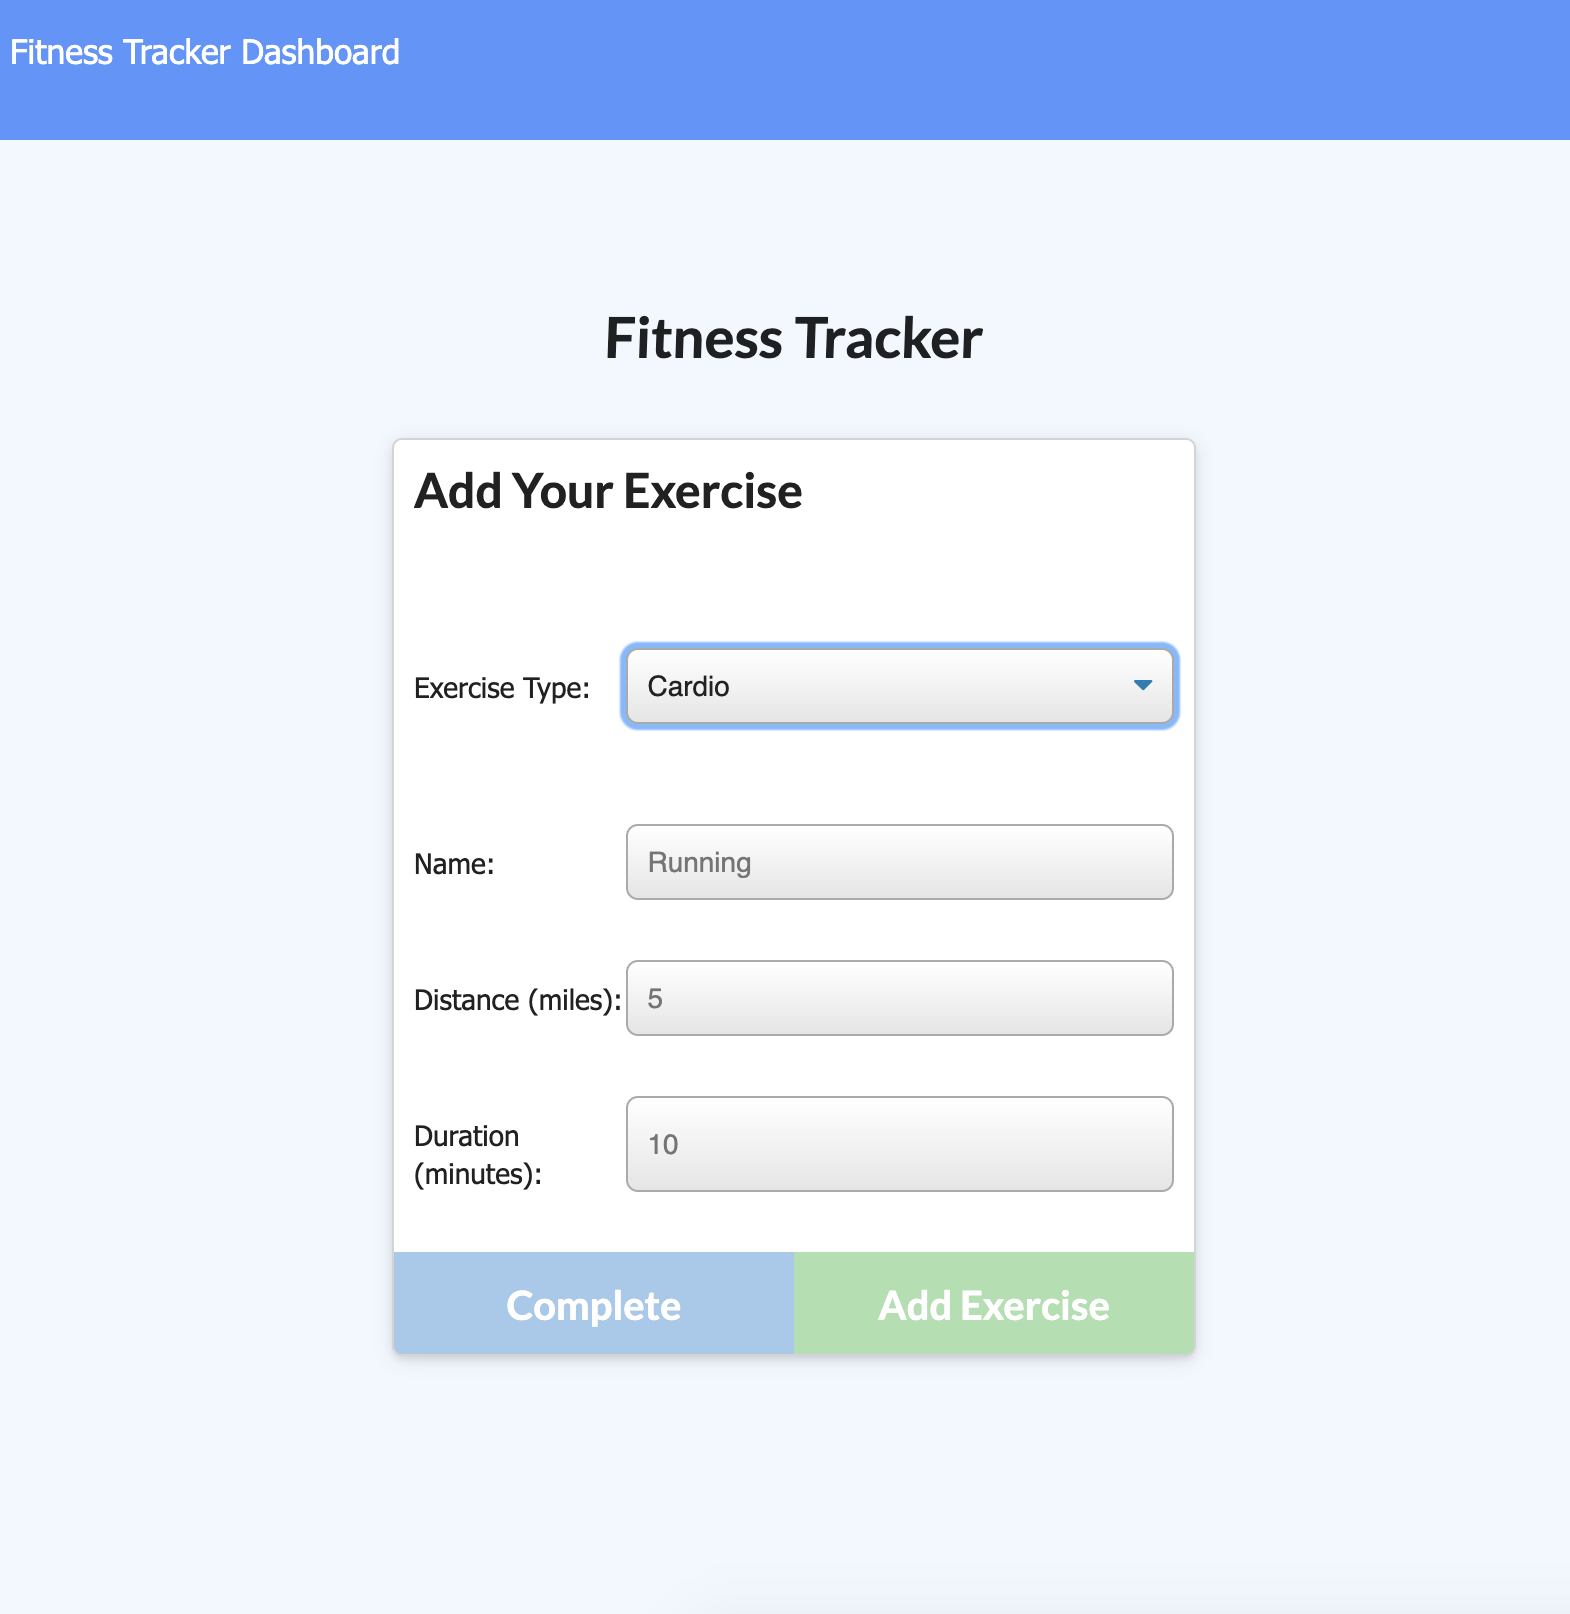 Fitness Tracker Dashboard
Fitness Tracker
Add Your Exercise
Exercise Type: Cardio
Name: Running
Distance (miles): 5
Duration
(minutes): 10
Complete Add Exercise